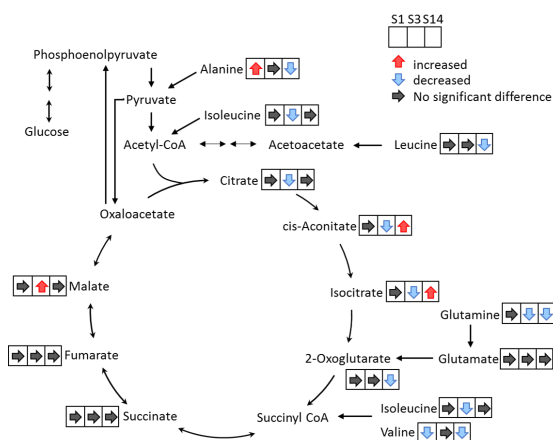 S1 S3 S14
increased
decreased
No significant difference
Phosphoenolpyruvate
Alanine
Pyruvate
Isoleucine
Glucose
Acetyl-CoA
Acetoacetate
Leucine
Citrate
Oxaloacetate
cis-Aconitate
Malate
Isocitrate
Glutamine
Fumarate
2-Oxoglutarate
Glutamate
Succinate
Succinyl CoA
Isoleucine
Valine